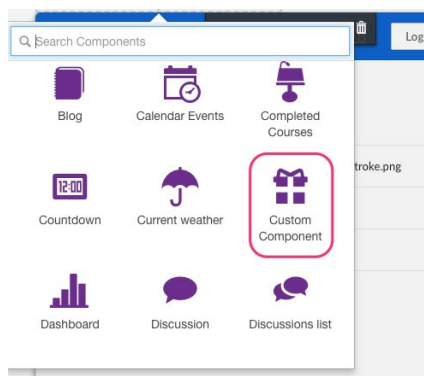 Search Components
Log
Blog
Calendar Events
Completed
Courses
troke.png
12:00
Countdown
Current weather
Custom
Component
Dashboard
Discussion
Discussions list